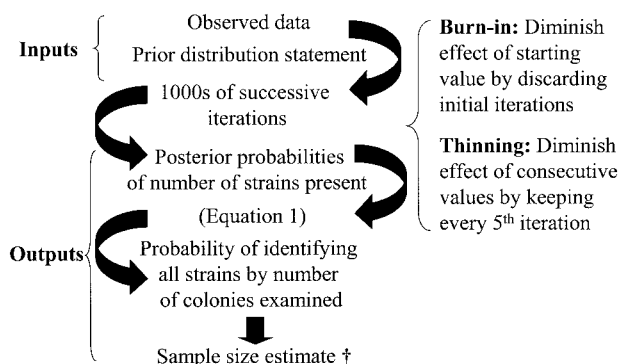 Inputs
Observed data
Prior distribution statement
1000s of successive
iterations
Posterior probabilities
of number of strains present
(Equation 1)
Outputs
Probability of identifying
all strains by number
of colonies examined
Sample size estimate †
Burn-in: Diminish
effect of starting
value by discarding
initial iterations
Thinning: Diminish
effect of consecutive
values by keeping
every 5th iteration